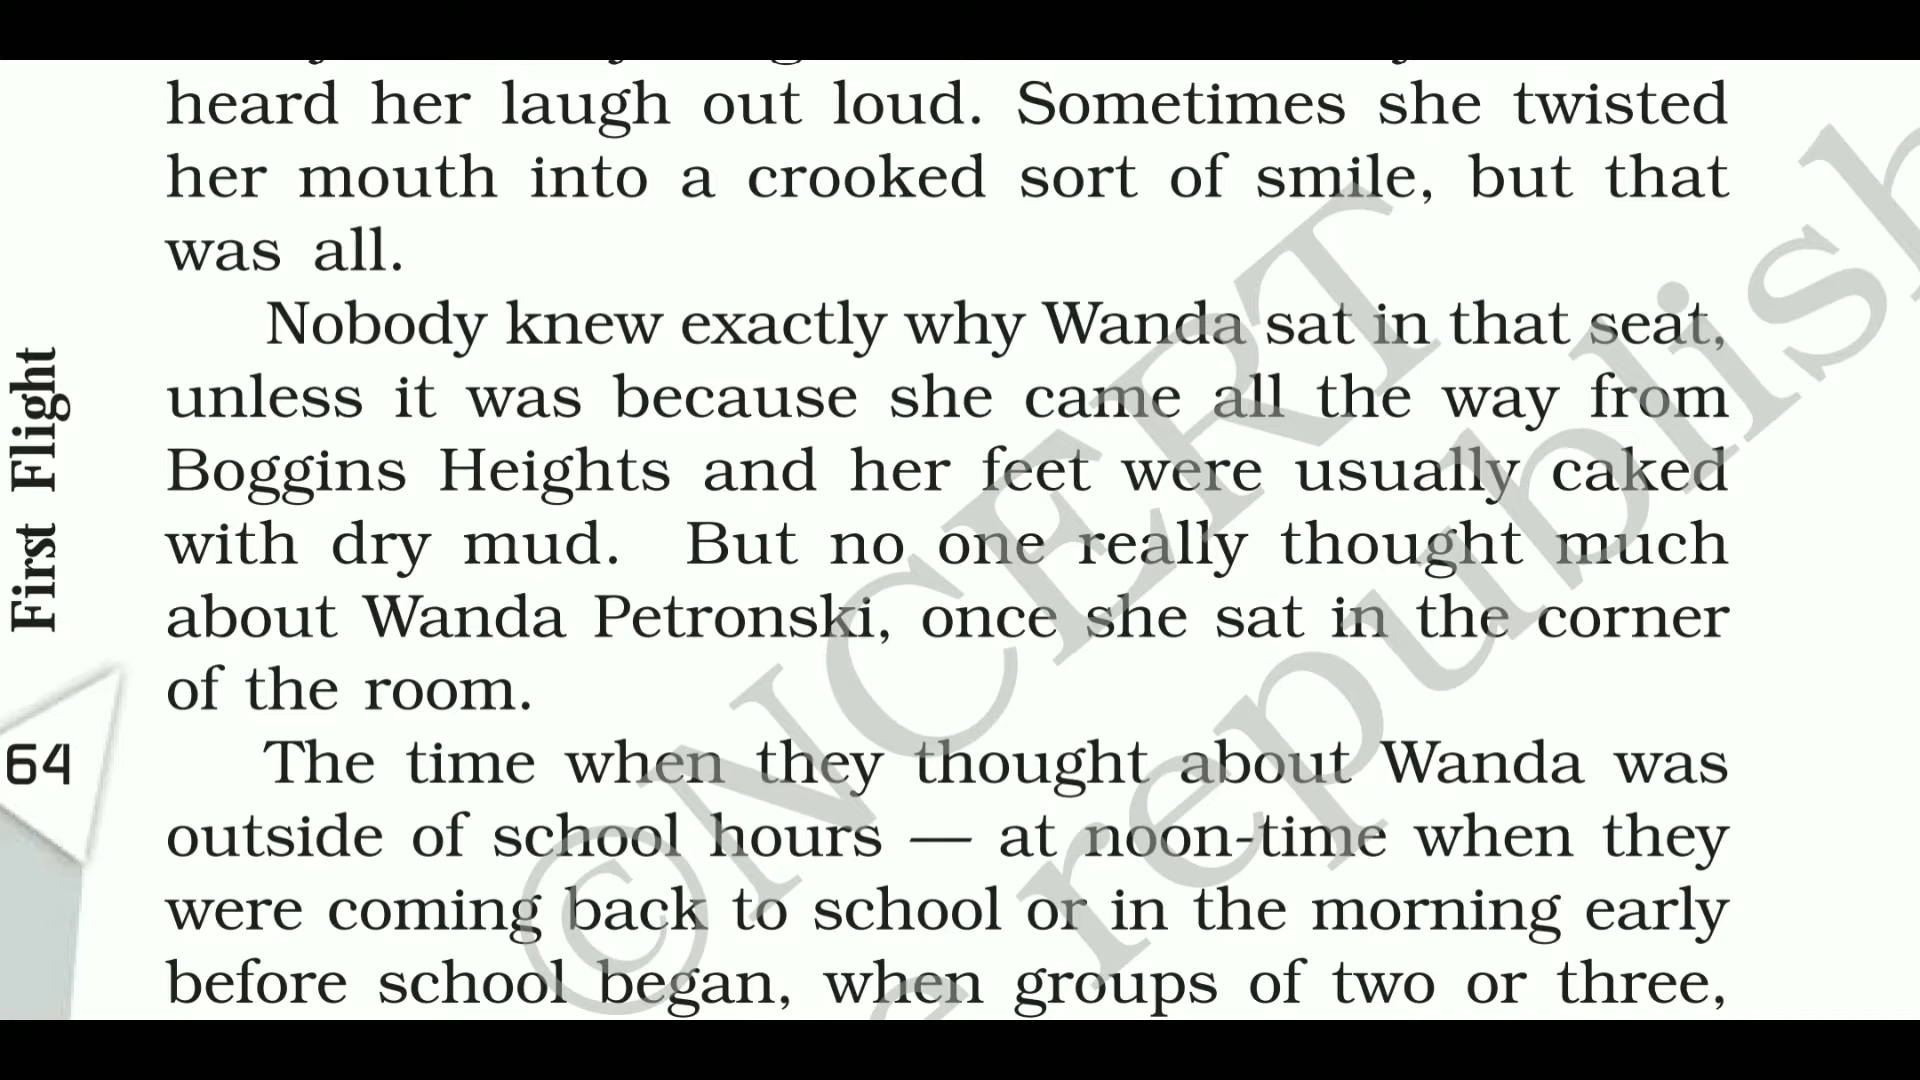 heard her laugh out loud. Sometimes she twisted
her mouth into a crooked sort of smile, but that
was all.
Nobody knew exactly why Wanda sat in that seat,
unless it was because she came all the way from
Boggins Heights and her feet were usually caked
with dry mud. But no one really thought much
about Wanda Petronski, once she sat in the corner
of the room.
The time when they thought about Wanda was
outside of school hours — at noon-time when they
were coming back to school or in the morning early
before school began, when groups of two or three,
First Flight
64
©NCERT
republish